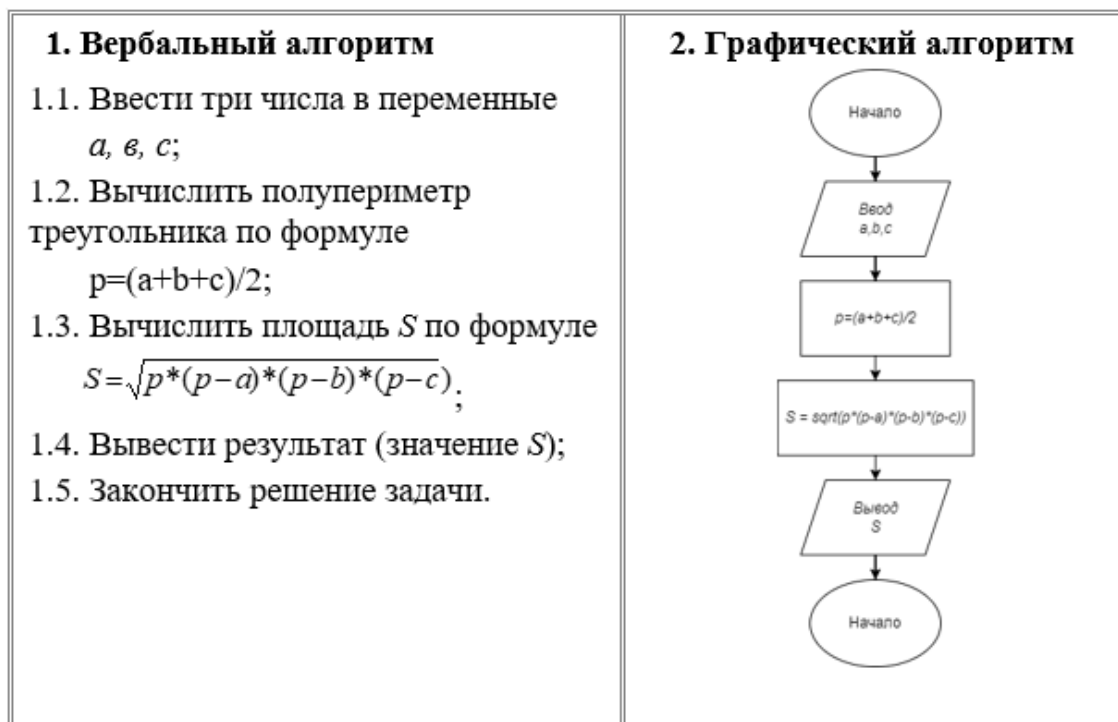 1. Вербальный алгоритм
1.1. Ввести три числа в переменные
а, в, с;
1.2. Вычислить полупериметр
треугольника по формуле
p=(a+b+c)/2;
1.3. Вычислить площадь S по формуле
S=√p*(p−a)*(p−b)*(p−c);
1.4. Вывести результат (значение S);
1.5. Закончить решение задачи.
2. Графический алгоритм
Начало
Ввод
a,b,c
p=(a+b+c)/2
S = sqrt(p*(p-a)*(p-b)*(p-c))
Вывод
S
Начало